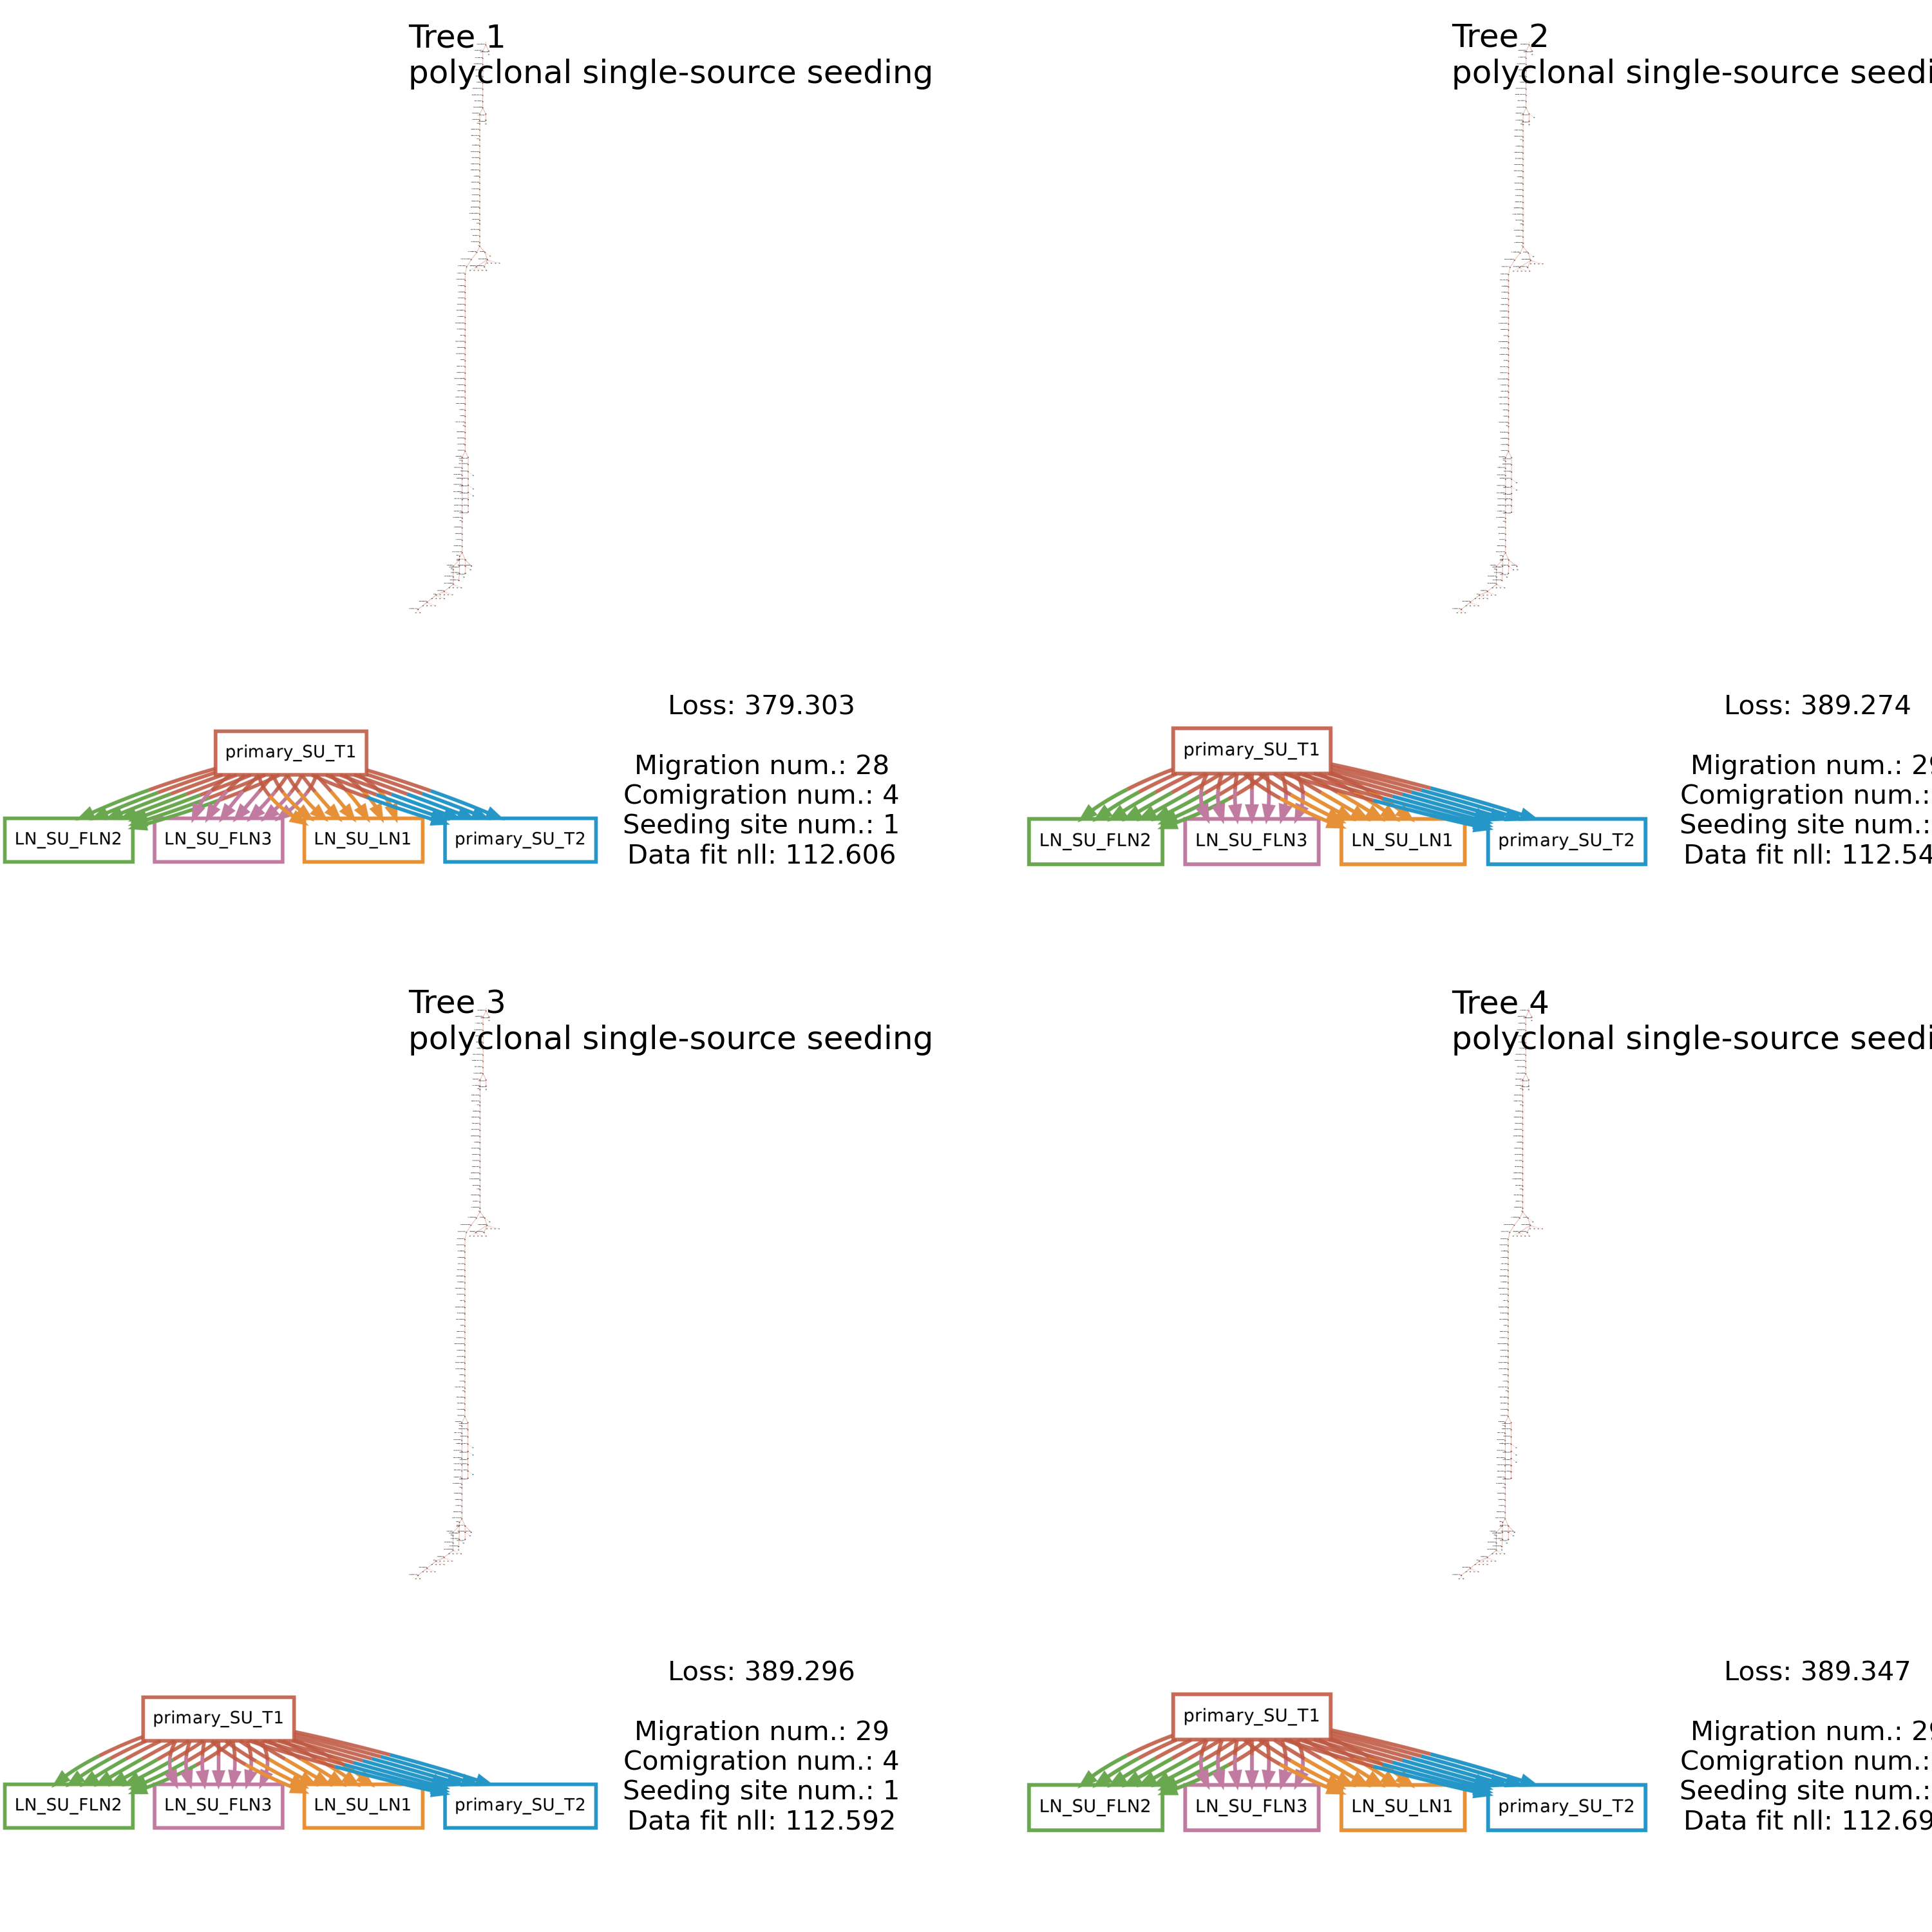 Tree 1
polyclonal single-source seeding
Loss: 379.303
primary_SU_T1
Migration num.: 28
Comigration num.: 4
Seeding site num.: 1
Data fit nll: 112.606
LN_SU_FLN2
LN_SU_FLN3
LN_SU_LN1
primary_SU_T2
Tree 2
polyclonal single-source seedi
Loss: 389.274
primary_SU_T1
Migration num.: 29
Comigration num.:
Seeding site num.:
Data fit nll: 112.54
LN_SU_FLN2
LN_SU_FLN3
LN_SU_LN1
primary_SU_T2
Tree 3
polyclonal single-source seeding
Loss: 389.296
primary_SU_T1
Migration num.: 29
Comigration num.: 4
Seeding site num.: 1
Data fit nll: 112.592
LN_SU_FLN2
LN_SU_FLN3
LN_SU_LN1
primary_SU_T2
Tree 4
polyclonal single-source seedi
Loss: 389.347
primary_SU_T1
Migration num.: 29
Comigration num.:
Seeding site num.:
Data fit nll: 112.69
LN_SU_FLN2
LN_SU_FLN3
LN_SU_LN1
primary_SU_T2